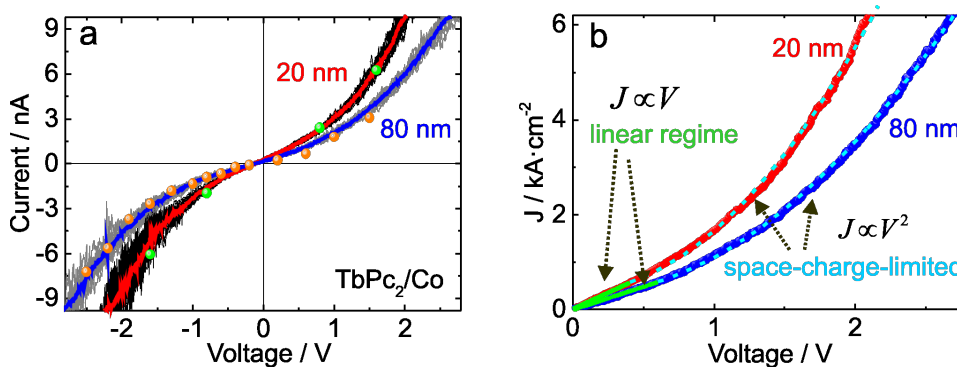 a
Current / nA
9
6
3
0
-3
-6
-9
20 nm
80 nm
TbPc₂/Co
-2 -1 0 1 2
Voltage / V
b
J / kA·cm⁻²
6
4
2
0
20 nm
J ∝ V
linear regime
80 nm
J ∝ V²
space-charge-limited
0 1 2
Voltage / V